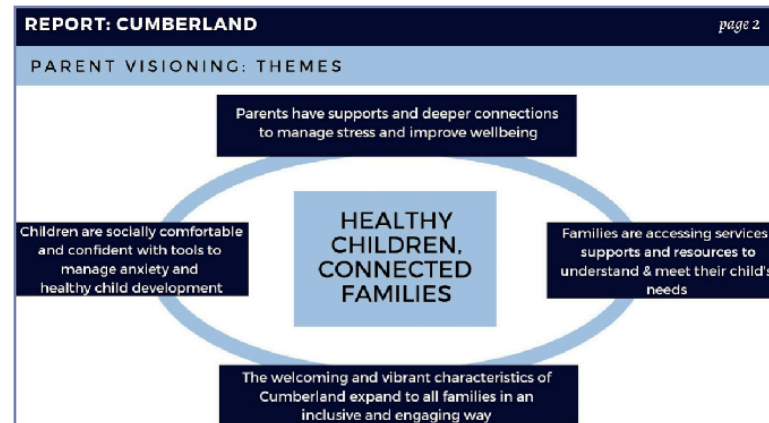 REPORT: CUMBERLAND
page 2
PARENT VISIONING: THEMES
Parents have supports and deeper connections
to manage stress and improve wellbeing
Children are socially comfortable
and confident with tools to
manage anxiety and
healthy child development
HEALTHY
CHILDREN,
CONNECTED
FAMILIES
Families are accessing services
supports and resources to
understand & meet their child's
needs
The welcoming and vibrant characteristics of
Cumberland expand to all families in an
inclusive and engaging way